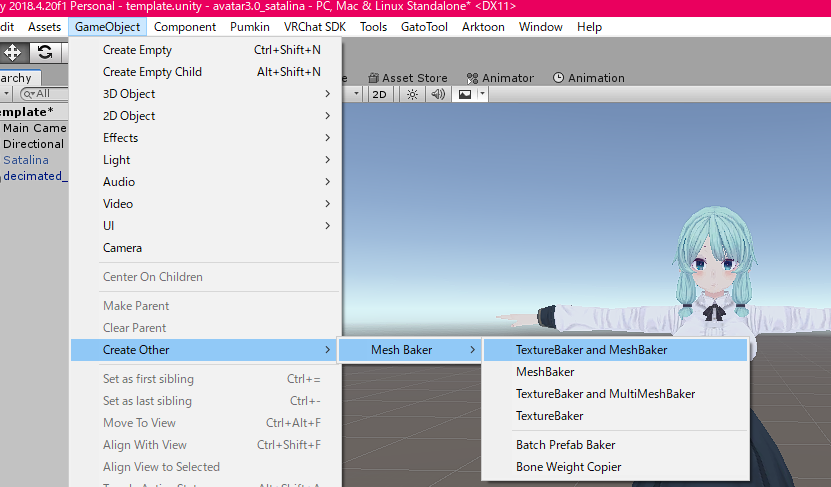 y 2018.4.20f1 Personal - template.unity - avatar3.0_satalina - PC, Mac & Linux Standalone* <DX11>
dit Assets GameObject Component Pumkin VRChat SDK GatoTool Arktoon Window Tools Help
archy
All
emplate*
Main Came
Directional
Satalina
decimated_
e Asset Store Animator Animation
2D
Create Empty Ctrl+Shift+N
Create Empty Child Alt+Shift+N
3D Object
2D Object
Effects
Light
Audio
Video
UI
Camera
Center On Children
Make Parent
Clear Parent
Create Other
Set as first sibling Ctrl+=
Set as last sibling Ctrl+-
Move To View Ctrl+Alt+F
Align With View Ctrl+Shift+F
Align View to Selected
Mesh Baker
TextureBaker and MeshBaker
MeshBaker
TextureBaker and MultiMeshBaker
TextureBaker
Batch Prefab Baker
Bone Weight Copier